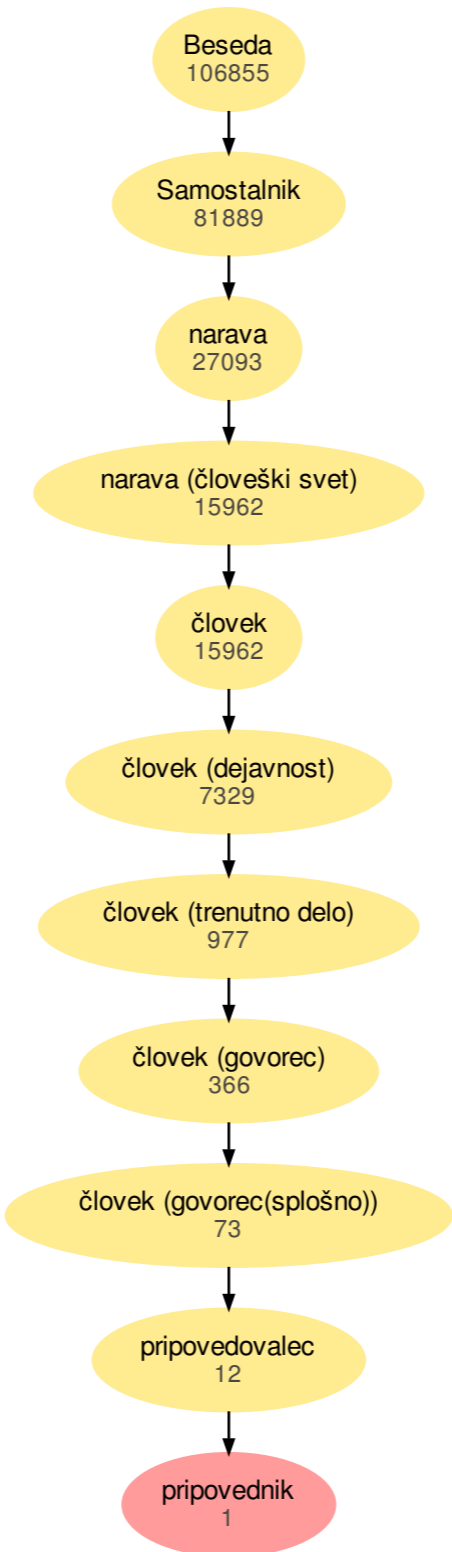 Beseda
106855
Samostalnik
81889
narava
27093
narava (človeški svet)
15962
človek
15962
človek (dejavnost)
7329
človek (trenutno delo)
977
človek (govorec)
366
človek (govorec(splošno))
73
pripovedovalec
12
pripovednik
1